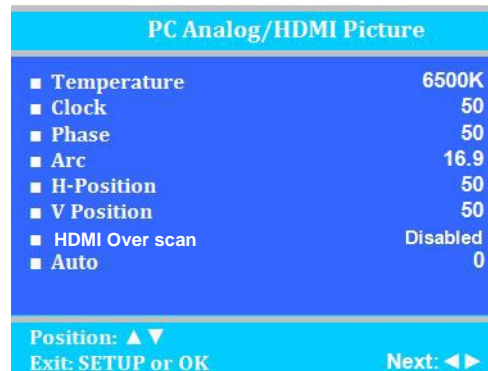 PC Analog/HDMI Picture
■ Temperature 6500K
■ Clock 50
■ Phase 50
■ Arc 16.9
■ H-Position 50
■ V Position 50
■ HDMI Over scan Disabled
■ Auto 0
Position: ▲ ▼
Exit: SETUP or OK Next: ◀ ▶